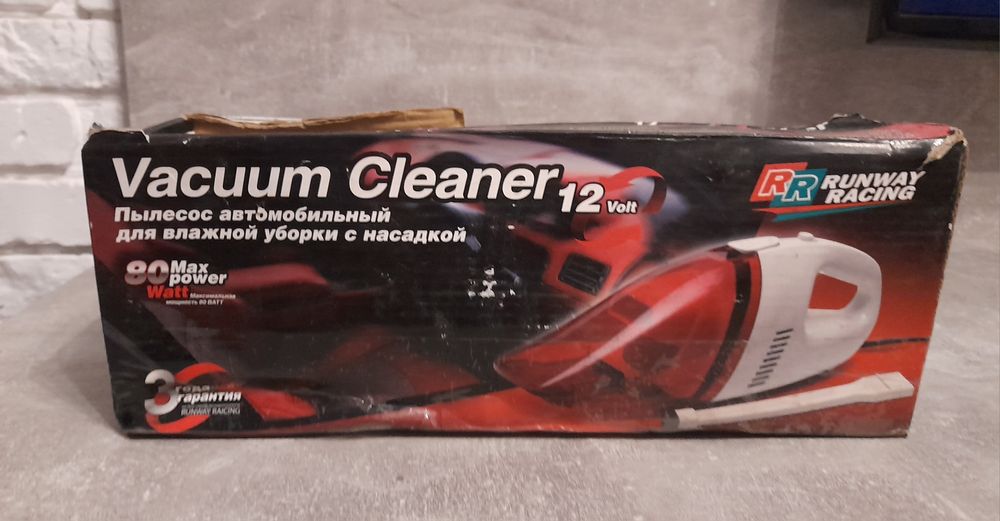 Vacuum Cleaner 12 Volt
Пылесос автомобильный
для влажной уборки с насадкой
RR RUNWAY
RACING
80 Max
power
Watt Максимальная
мощность 80 ВАТТ
3 года
гарантия
RUNWAY RAICING